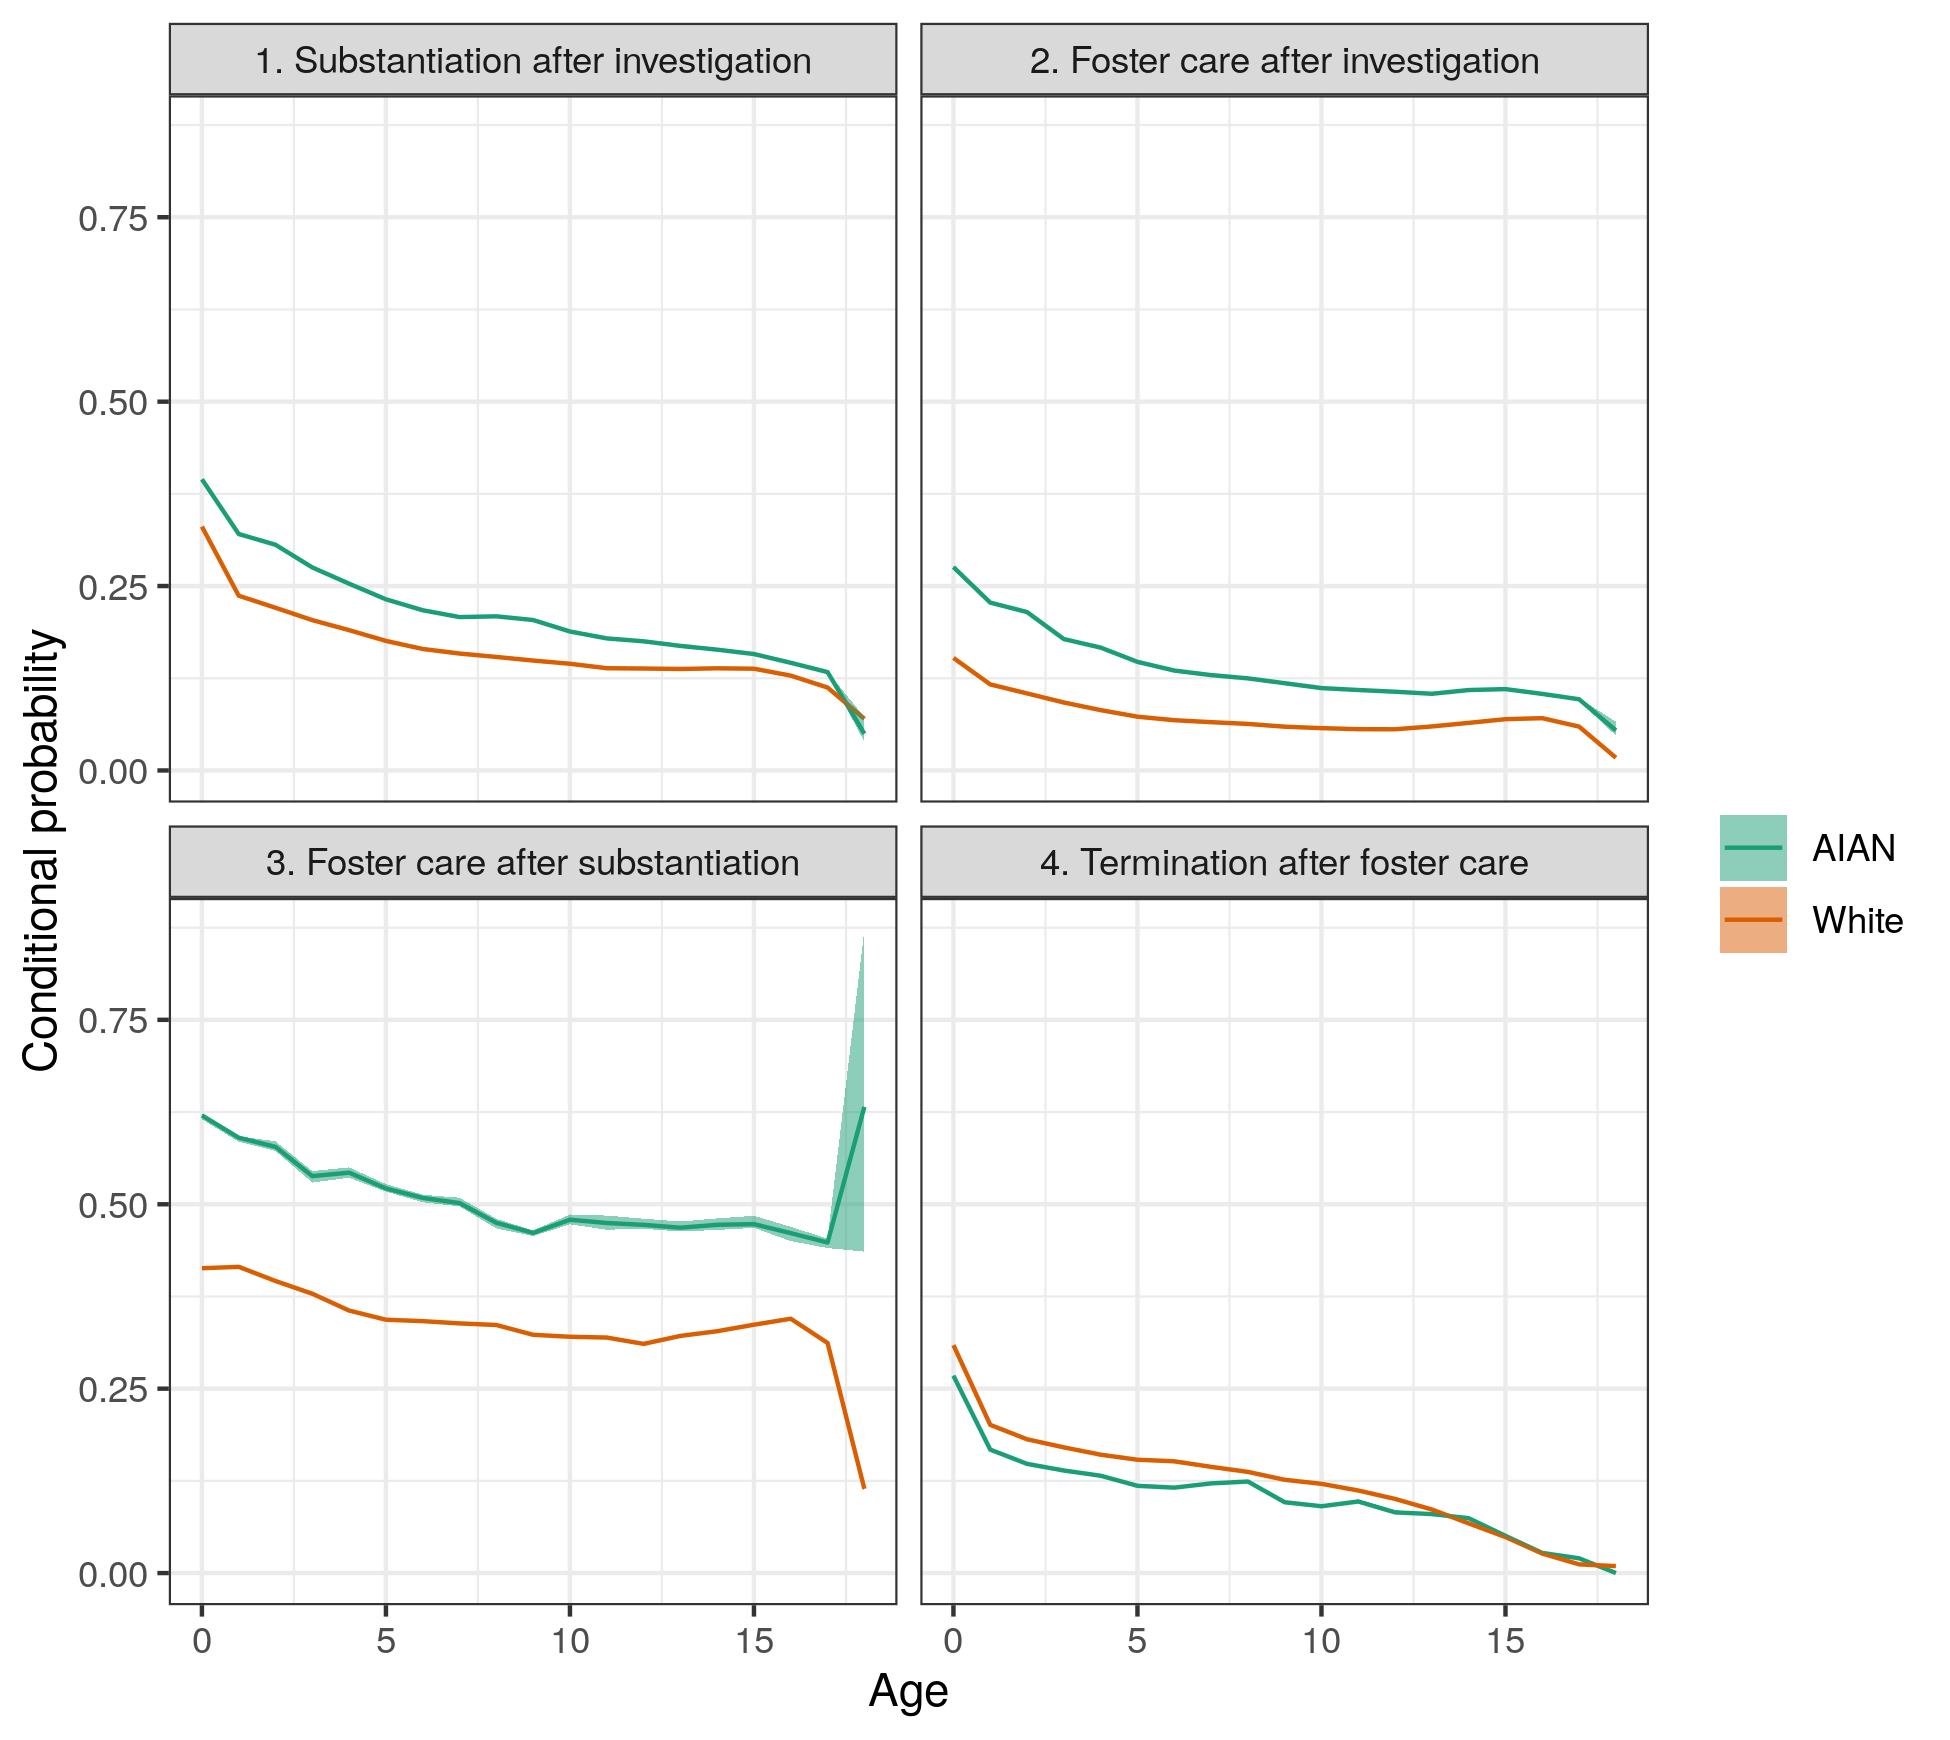 1. Substantiation after investigation
2. Foster care after investigation
0.75
0.50
0.25
0.00
3. Foster care after substantiation
4. Termination after foster care
0.75
0.50
0.25
0.00
0 5 10 15
0 5 10 15
Age
Conditional probability
AIAN
White